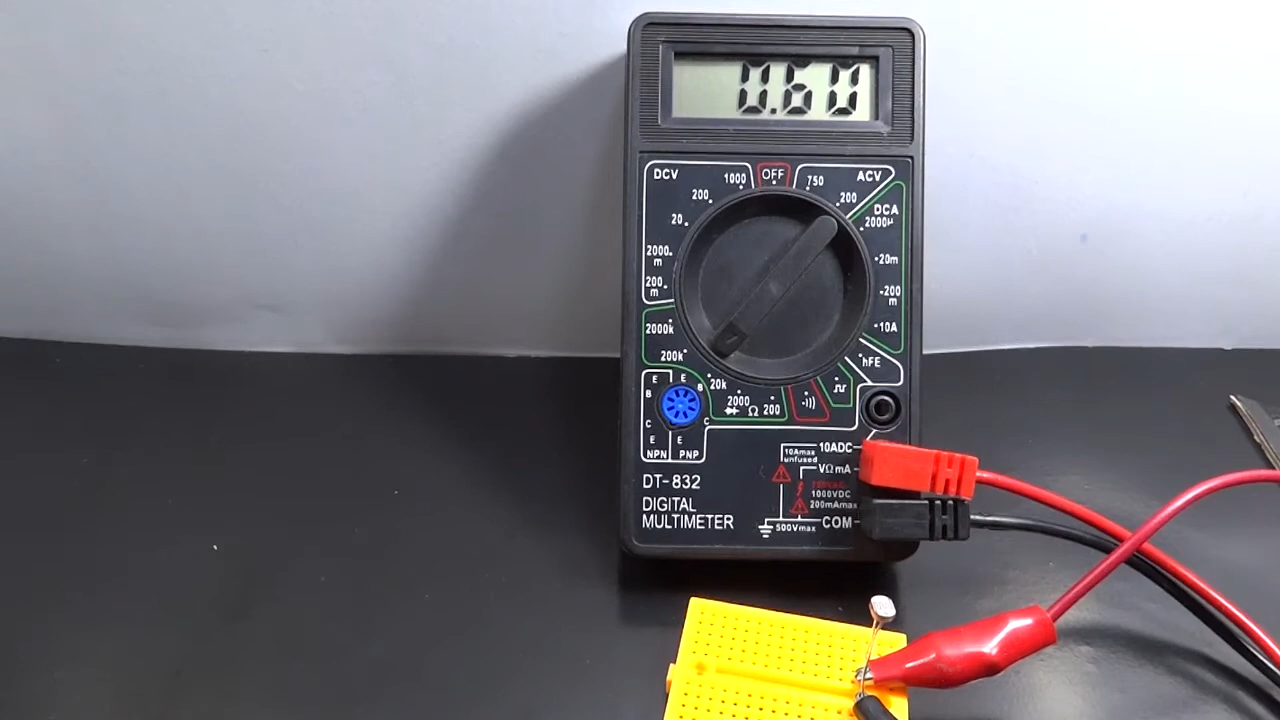 0.60
DCV
1000
OFF
750
ACV
200
200
DCA
20
2000µ
2000
m
20m
200
m
200
m
10A
2000k
200k
hFE
20k
2000
Ω
200
E
E
B
B
C
C
E
E
NPN
PNP
DT-832
DIGITAL
MULTIMETER
10Amax
unfused
10ADC
VΩmA
1000VDC
200mAmax
500Vmax
COM